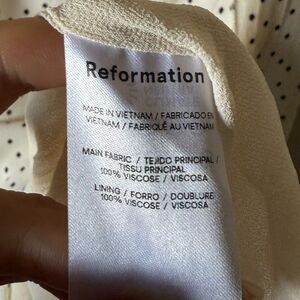 Reformation
MADE IN VIETNAM / FABRICADO EN
VIETNAM / FABRIQUÉ AU VIETNAM
MAIN FABRIC / TEJIDO PRINCIPAL /
TISSU PRINCIPAL
100% VISCOSE / VISCOSA
LINING / FORRO / DOUBLURE
100% VISCOSE / VISCOSA